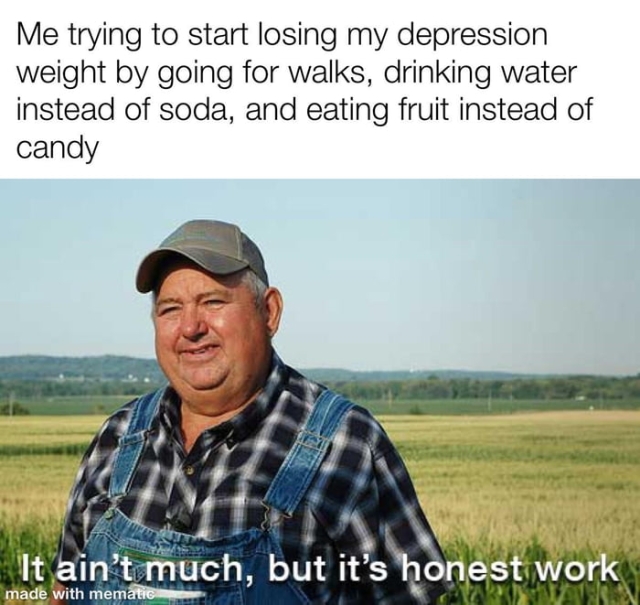 Me trying to start losing my depression
weight by going for walks, drinking water
instead of soda, and eating fruit instead of
candy
It ain't much, but it's honest work
made with mematic